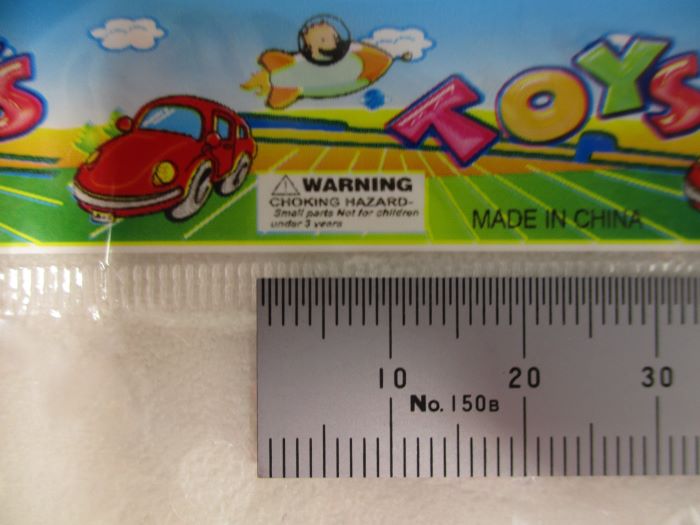 S
TOYS
WARNING
CHOKING HAZARD-
Small parts Not for children
under 3 years
MADE IN CHINA
10 20 30
No. 150B